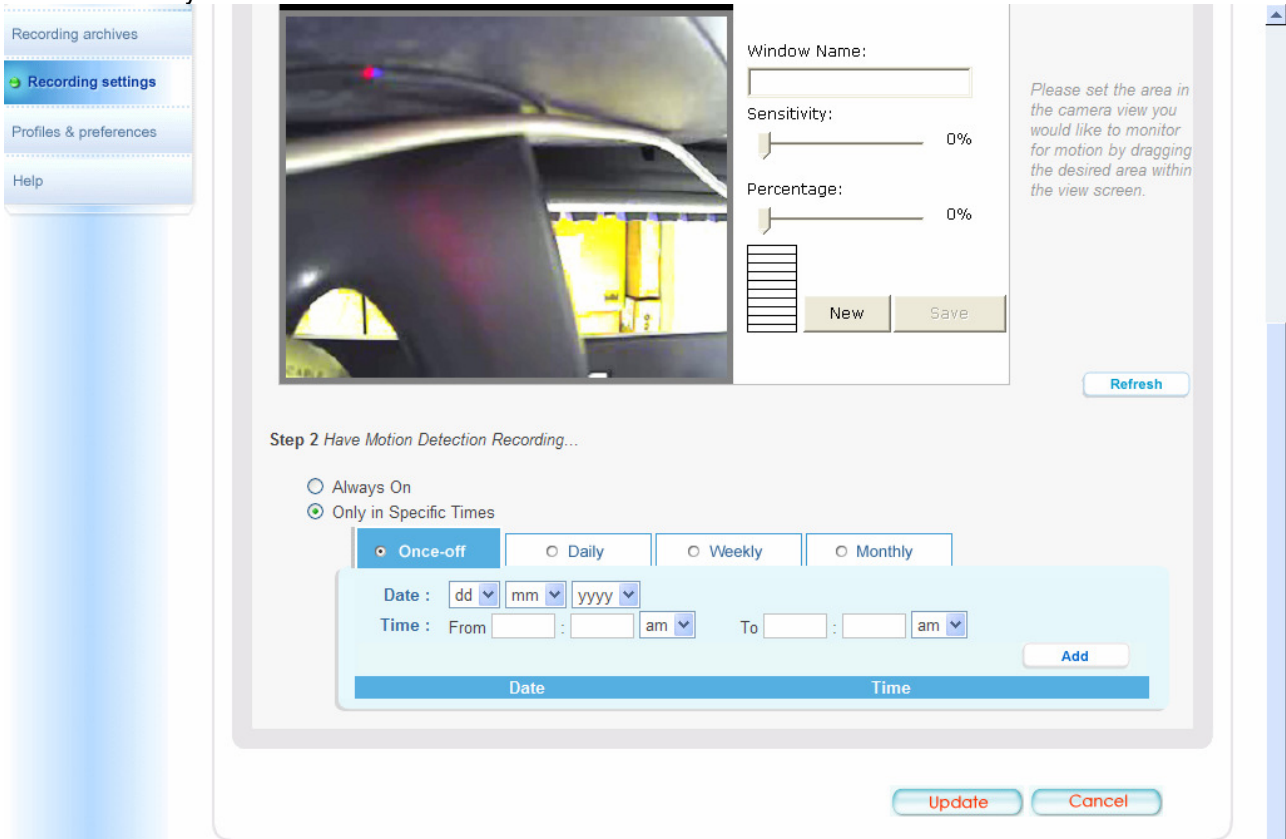 Recording archives
Recording settings
Profiles & preferences
Help
Window Name:
Sensitivity:
0%
Percentage:
0%
New
Save
Please set the area in
the camera view you
would like to monitor
for motion by dragging
the desired area within
the view screen.
Refresh
Step 2 Have Motion Detection Recording...
Always On
Only in Specific Times
Once-off Daily Weekly Monthly
Date : dd mm yyyy
Time : From : am To : am
Add
Date Time
Update Cancel